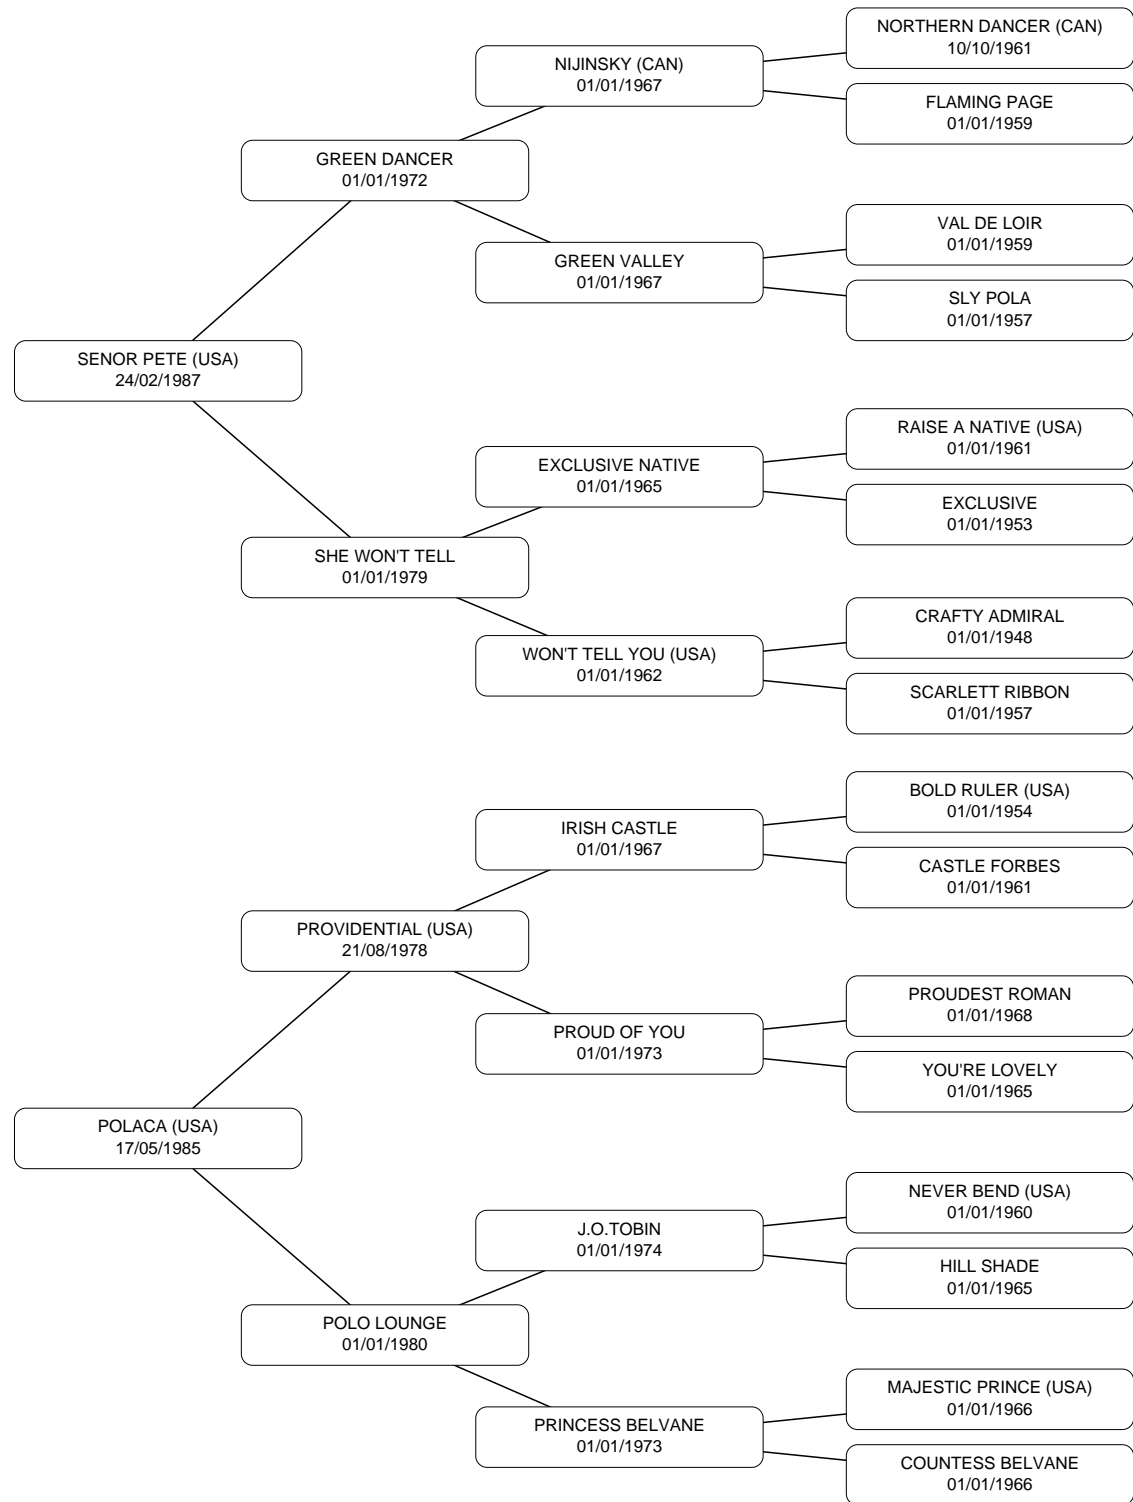 NORTHERN DANCER (CAN)
10/10/1961
NIJINSKY (CAN)
01/01/1967
FLAMING PAGE
01/01/1959
GREEN DANCER
01/01/1972
VAL DE LOIR
01/01/1959
GREEN VALLEY
01/01/1967
SLY POLA
01/01/1957
SENOR PETE (USA)
24/02/1987
RAISE A NATIVE (USA)
01/01/1961
EXCLUSIVE NATIVE
01/01/1965
EXCLUSIVE
01/01/1953
SHE WON'T TELL
01/01/1979
CRAFTY ADMIRAL
01/01/1948
WON'T TELL YOU (USA)
01/01/1962
SCARLETT RIBBON
01/01/1957
BOLD RULER (USA)
01/01/1954
IRISH CASTLE
01/01/1967
CASTLE FORBES
01/01/1961
PROVIDENTIAL (USA)
21/08/1978
PROUDEST ROMAN
01/01/1968
PROUD OF YOU
01/01/1973
YOU'RE LOVELY
01/01/1965
POLACA (USA)
17/05/1985
NEVER BEND (USA)
01/01/1960
J.O.TOBIN
01/01/1974
HILL SHADE
01/01/1965
POLO LOUNGE
01/01/1980
MAJESTIC PRINCE (USA)
01/01/1966
PRINCESS BELVANE
01/01/1973
COUNTESS BELVANE
01/01/1966